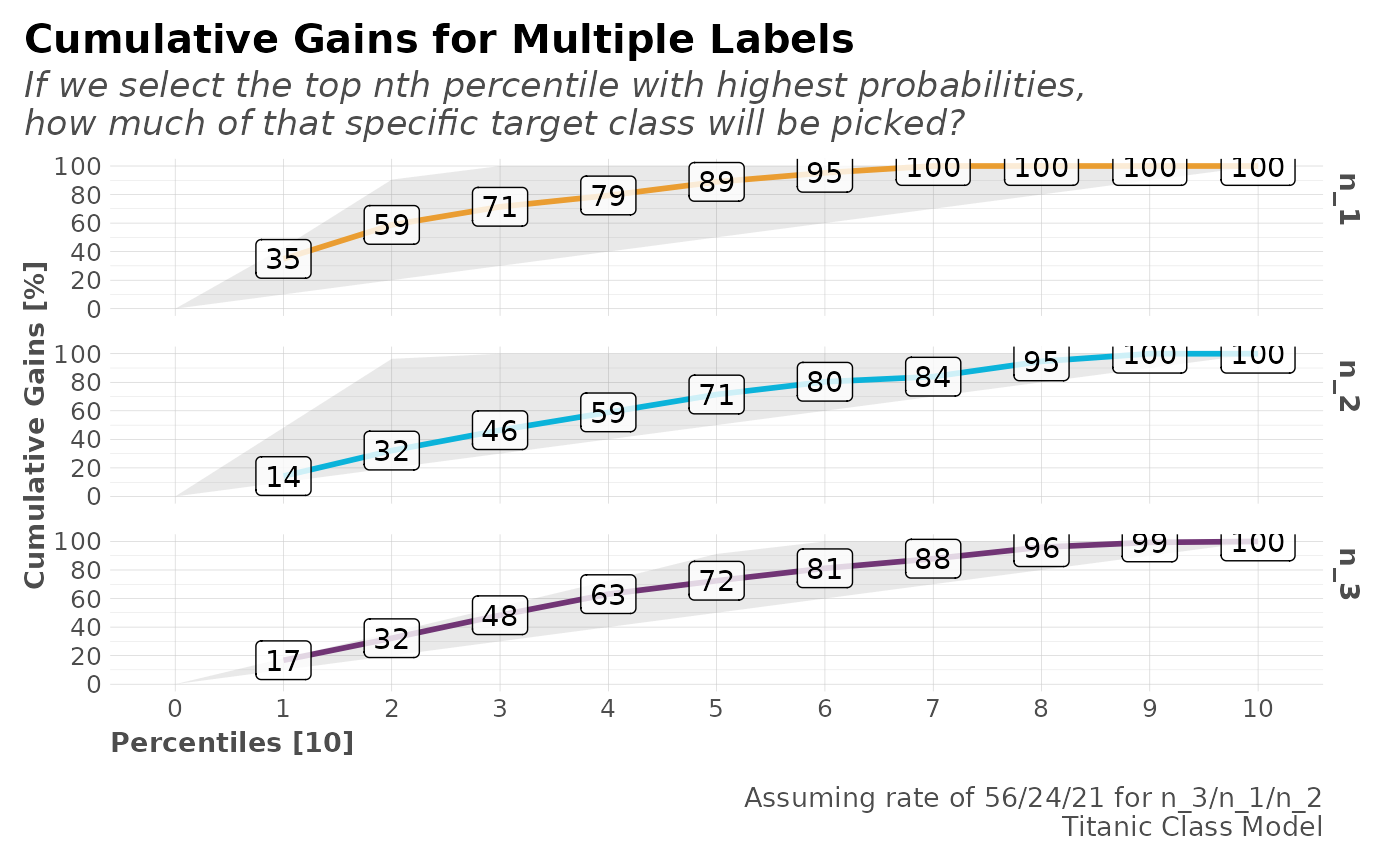 Cumulative Gains for Multiple Labels
If we select the top nth percentile with highest probabilities,
how much of that specific target class will be picked?
Cumulative Gains [%]
100
80
60
40
20
0
35 59 71 79 89 95 100 100 100 100
n_1
100
80
60
40
20
0
14 32 46 59 71 80 84 95 100 100
n_2
100
80
60
40
20
0
17 32 48 63 72 81 88 96 99 100
n_3
0 1 2 3 4 5 6 7 8 9 10
Percentiles [10]
Assuming rate of 56/24/21 for n_3/n_1/n_2
Titanic Class Model